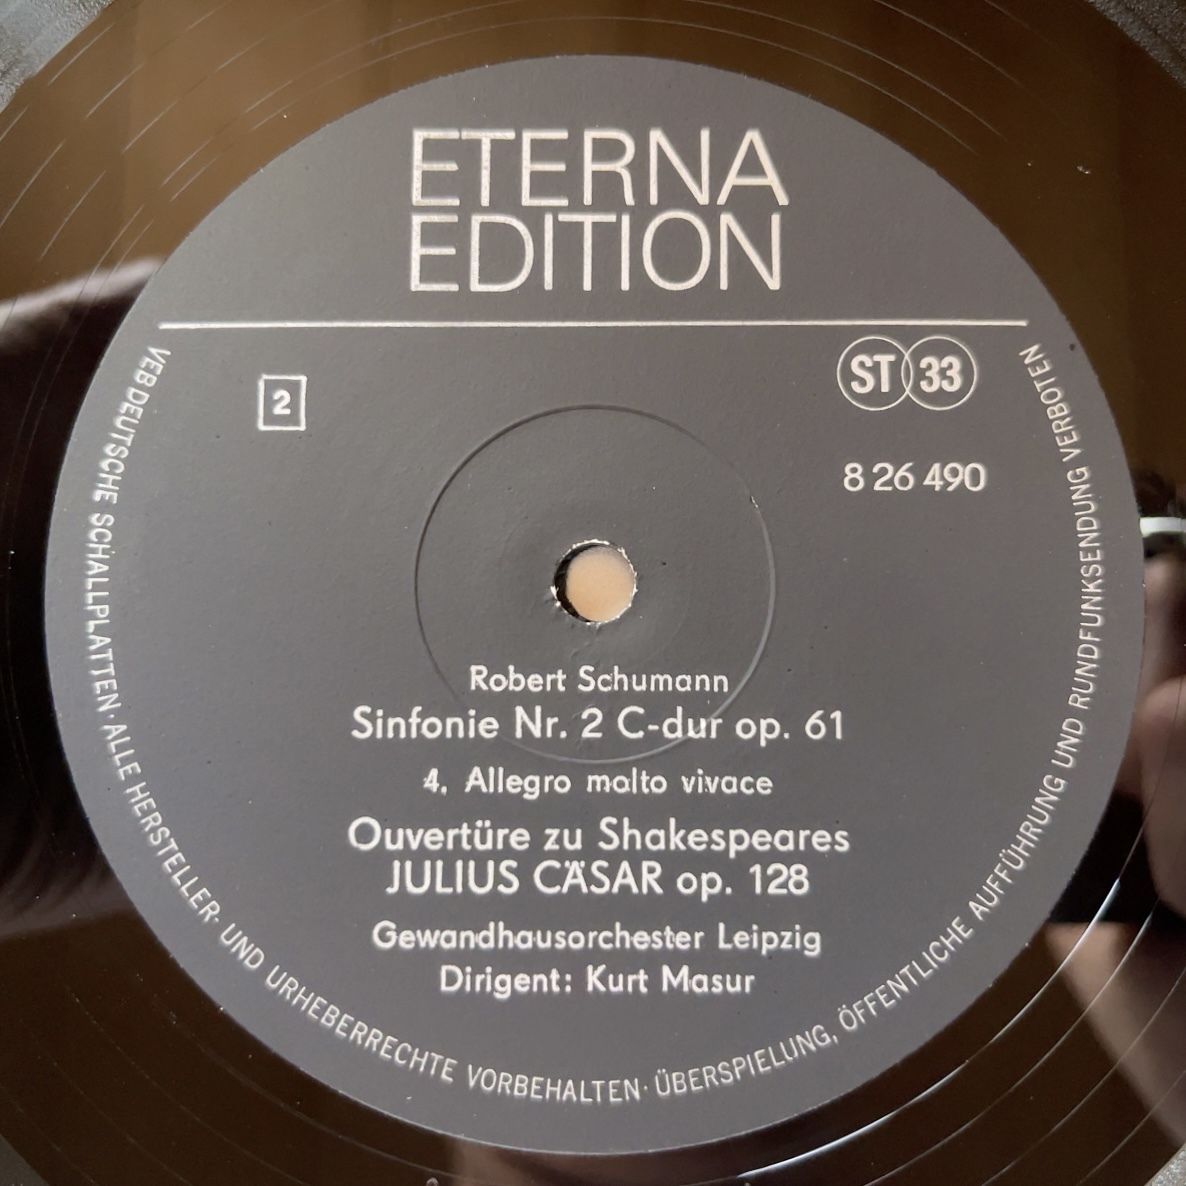 ETERNA
EDITION
2
ST 33
8 26 490
Robert Schumann
Sinfonie Nr. 2 C-dur op. 61
4. Allegro molto vivace
Ouvertüre zu Shakespeares
JULIUS CÄSAR op. 128
Gewandhausorchester Leipzig
Dirigent: Kurt Masur
VEB DEUTSCHE SCHALLPLATTEN · ALLE HERSTELLER- UND URHEBERRECHTE VORBEHALTEN · ÜBERSPIELUNG, ÖFFENTLICHE AUFFÜHRUNG UND RUNDFUNKSENDUNG VERBOTEN